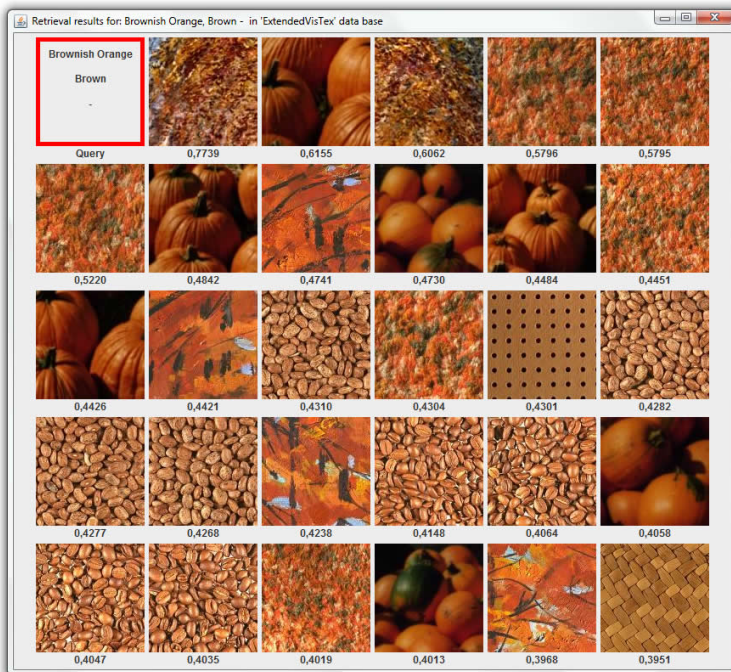 Retrieval results for: Brownish Orange, Brown - in 'ExtendedVisTex' data base
Brownish Orange
Brown
-
Query 0,7739 0,6155 0,6062 0,5796 0,5795
0,5220 0,4842 0,4741 0,4730 0,4484 0,4451
0,4426 0,4421 0,4310 0,4304 0,4301 0,4282
0,4277 0,4268 0,4238 0,4148 0,4064 0,4058
0,4047 0,4035 0,4019 0,4013 0,3968 0,3951